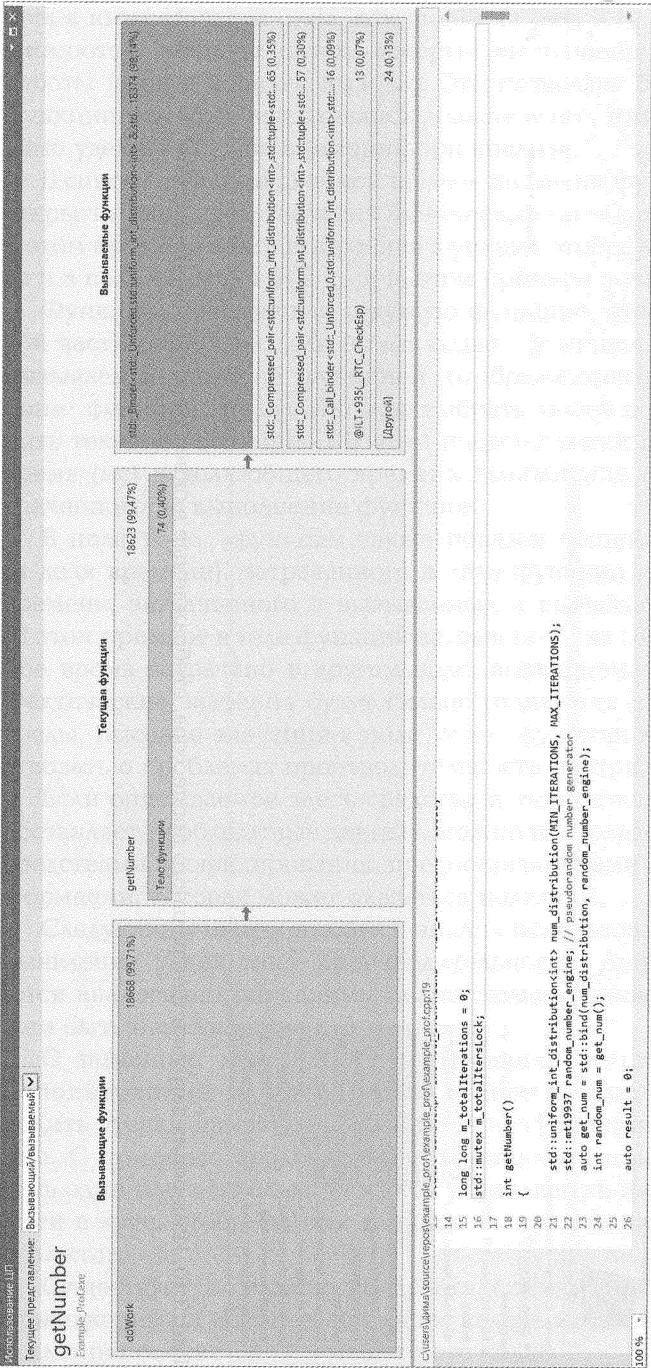 Использование ЦП
Текущее представление: Вызывающий/вызываемый
getNumber
Example_Prof.exe
Вызывающие функции
doWork 18668 (99,71%)
Текущая функция
getNumber 18623 (99,47%)
Тело функции 74 (0,40%)
Вызываемые функции
std::_Binder<std::_Unforced,std::uniform_int_distribution<int> &,std... 18374 (98,14%)
std::_Compressed_pair<std::uniform_int_distribution<int>,std::tuple<std:... 65 (0,35%)
std::_Compressed_pair<std::uniform_int_distribution<int>,std::tuple<std:... 57 (0,30%)
std::_Call_binder<std::_Unforced,0,std::uniform_int_distribution<int>,std:... 16 (0,09%)
@ILT+935(__RTC_CheckEsp) 13 (0,07%)
[Другой] 24 (0,13%)
c:\users\дима\source\repos\example_prof\example_prof\example_prof.cpp:19
14
15 long long m_totalIterations = 0;
16 std::mutex m_totalItersLock;
17
18 int getNumber()
19 {
20
21 std::uniform_int_distribution<int> num_distribution(MIN_ITERATIONS, MAX_ITERATIONS);
22 std::mt19937 random_number_engine; // pseudorandom number generator
23 auto get_num = std::bind(num_distribution, random_number_engine);
24 int random_num = get_num();
25
26 auto result = 0;
100 %